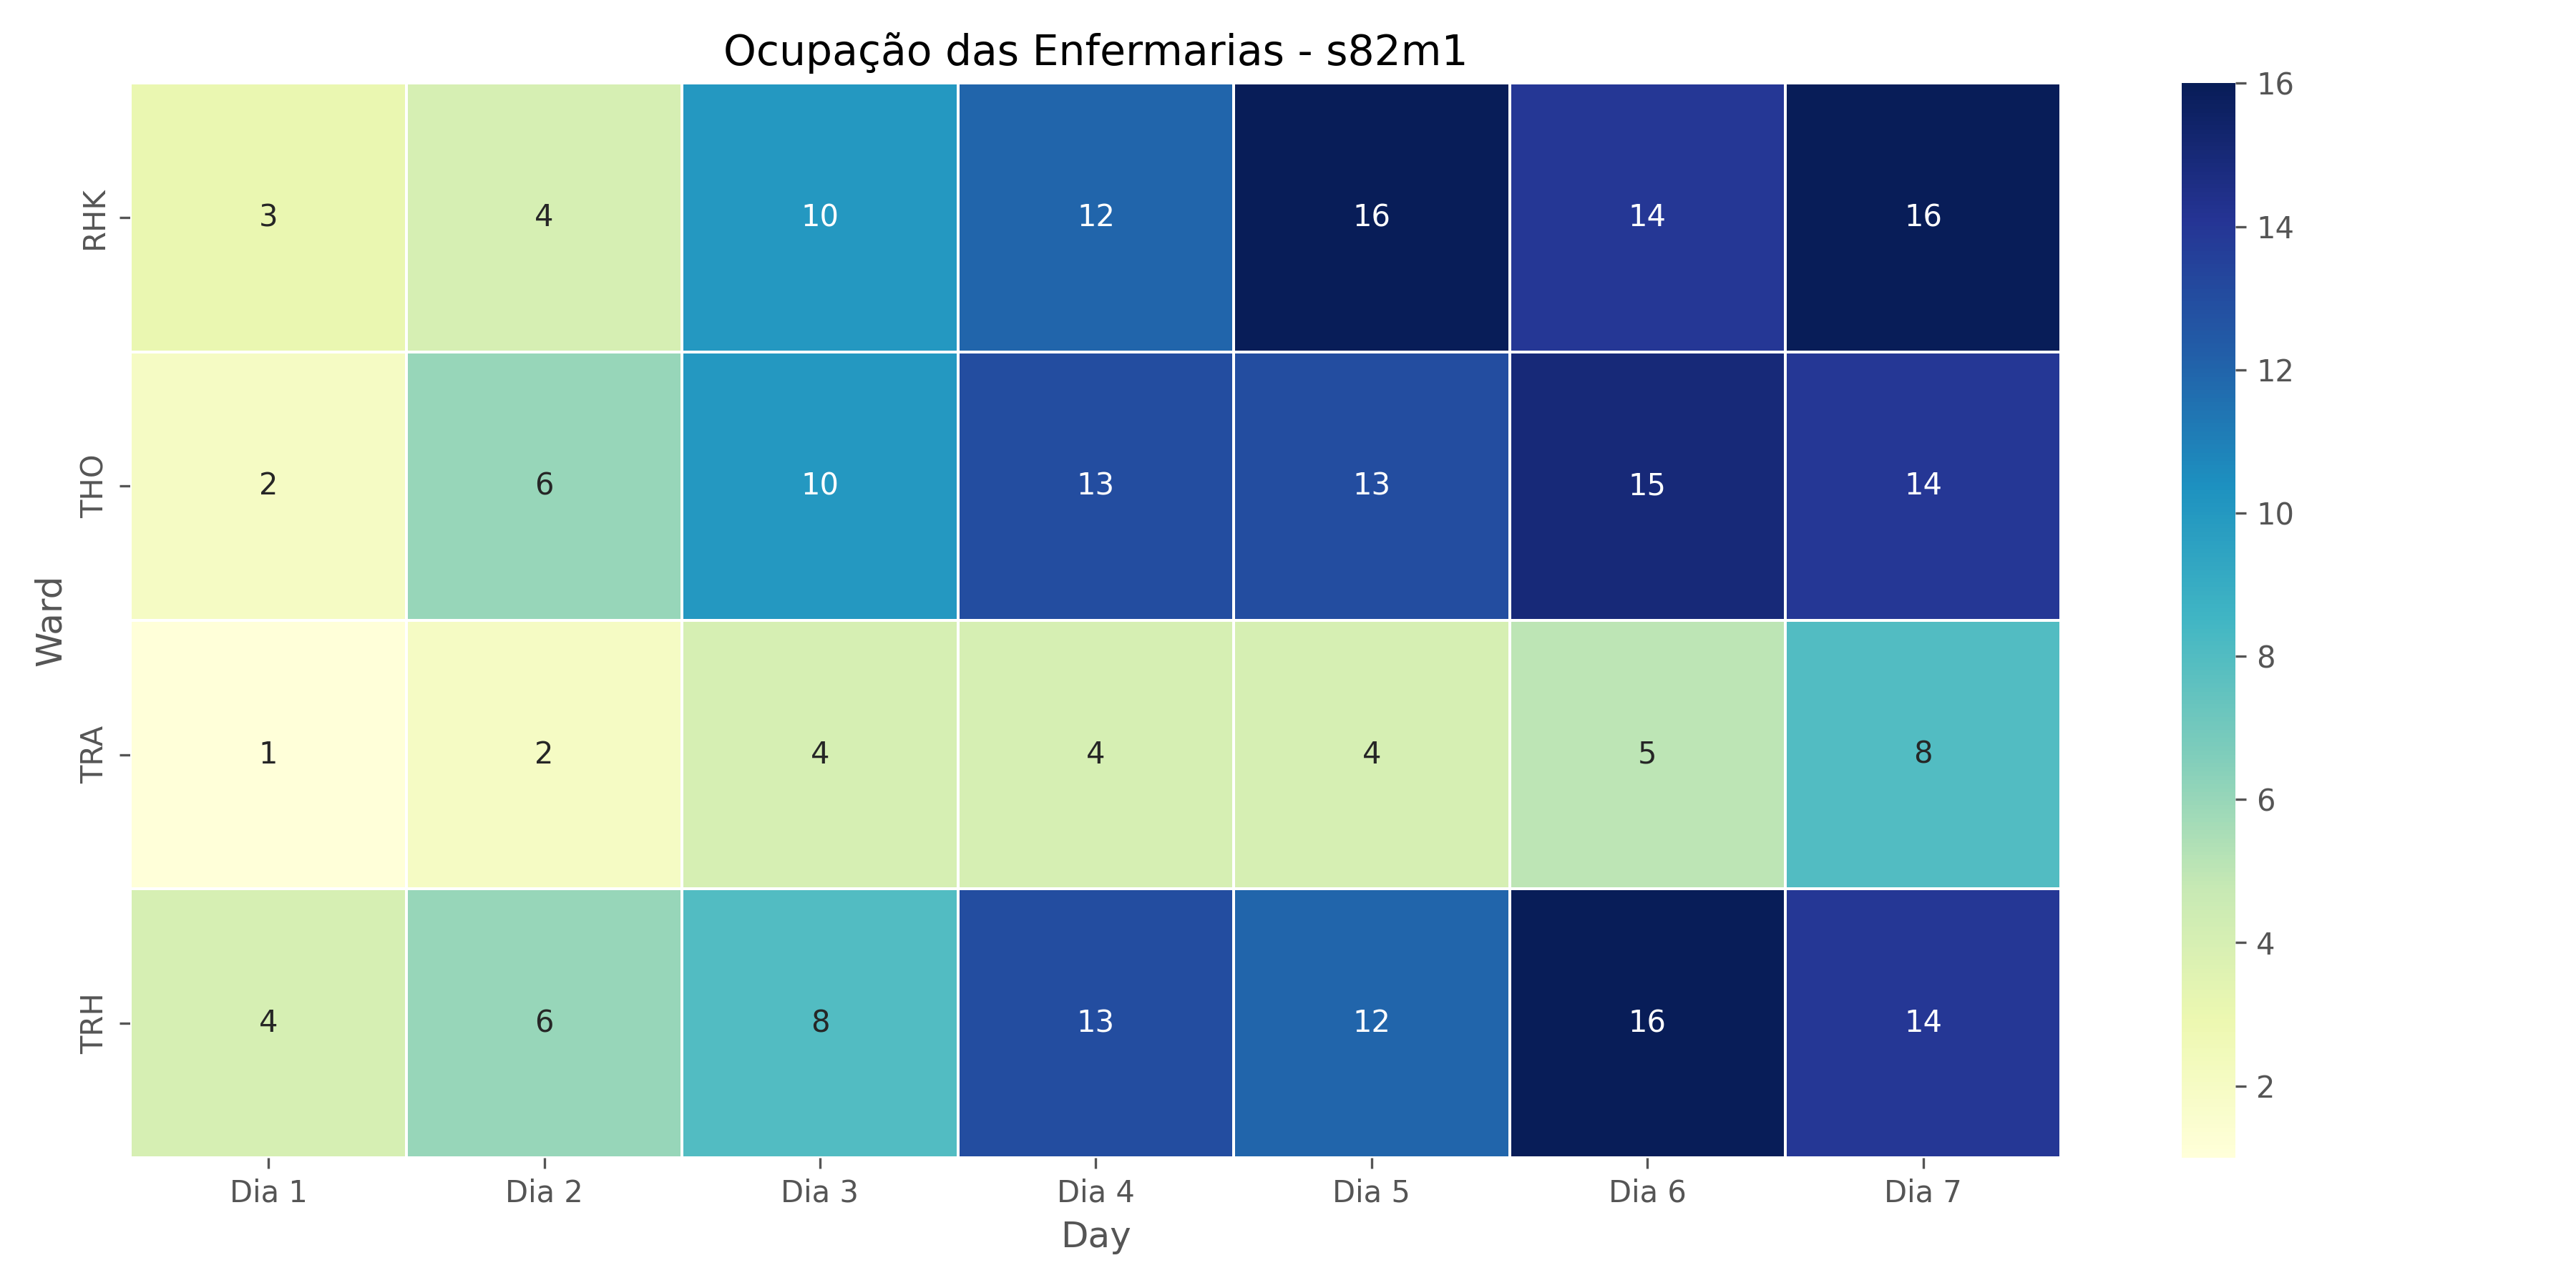 Ocupação das Enfermarias - s82m1
Ward
RHK 3 4 10 12 16 14 16
THO 2 6 10 13 13 15 14
TRA 1 2 4 4 4 5 8
TRH 4 6 8 13 12 16 14
Dia 1 Dia 2 Dia 3 Dia 4 Dia 5 Dia 6 Dia 7
Day
16
14
12
10
8
6
4
2